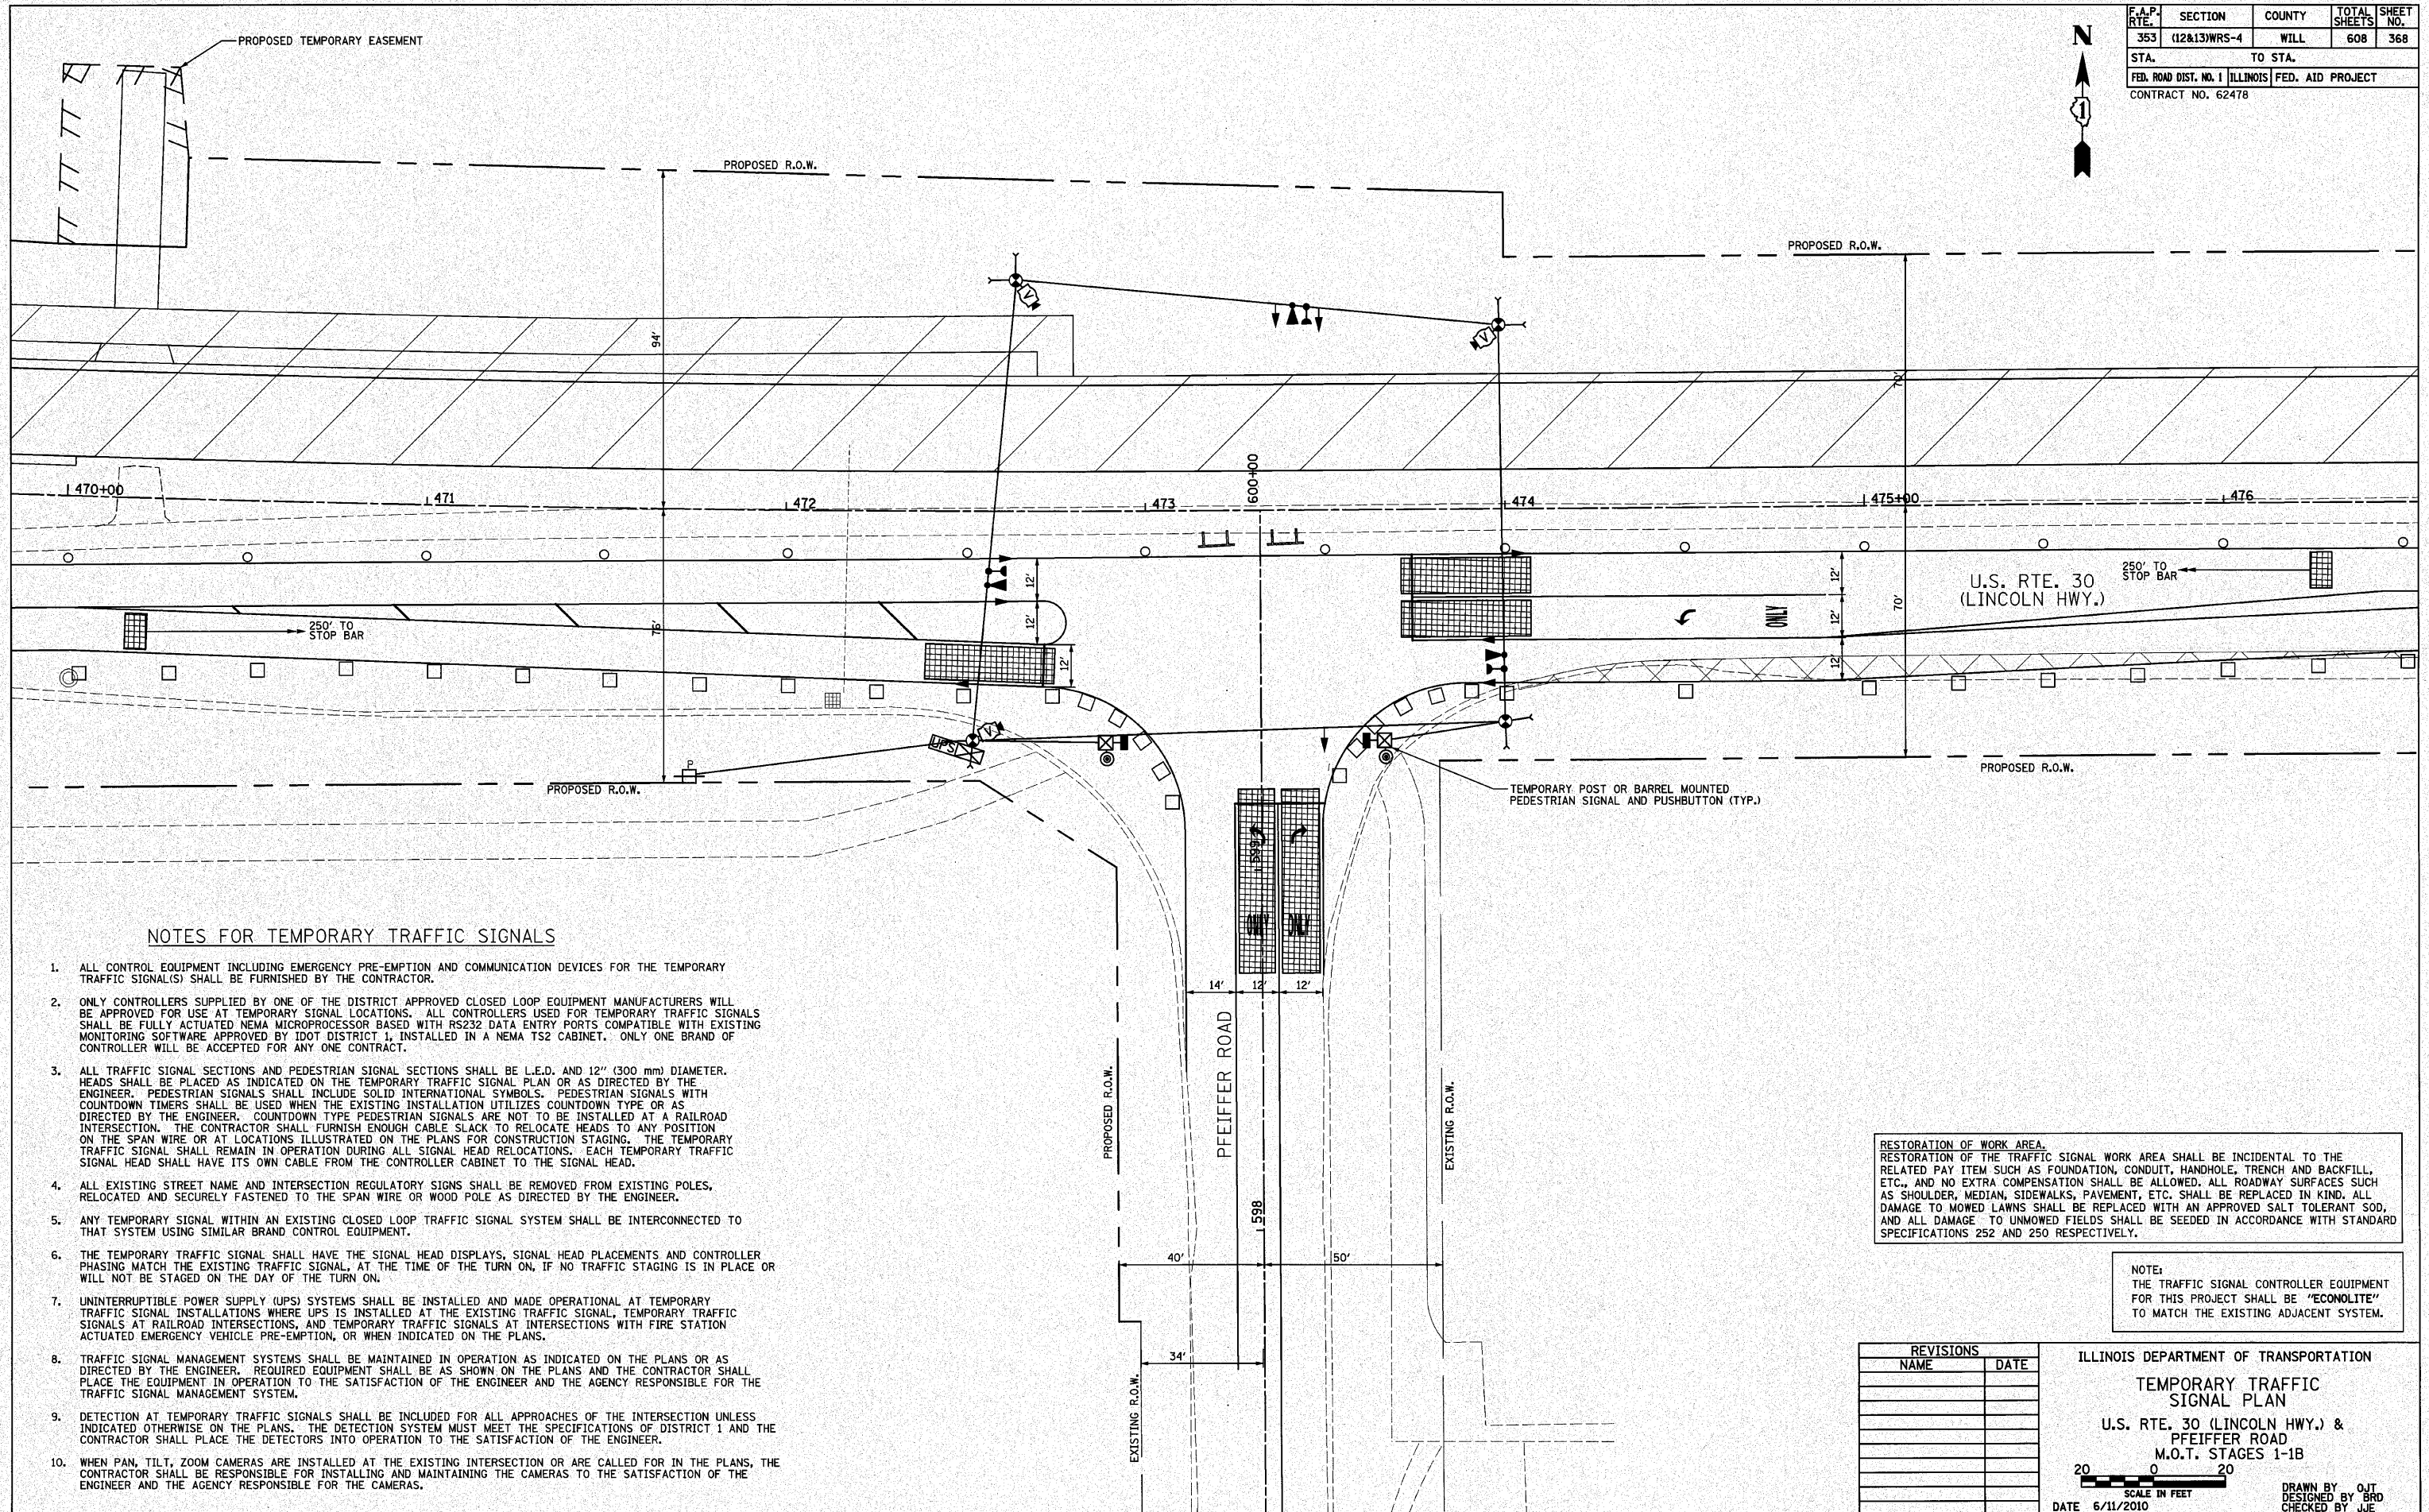 PROPOSED TEMPORARY EASEMENT
F.A.P. RTE. SECTION COUNTY TOTAL SHEETS SHEET NO.
353 (12&13)WRS-4 WILL 608 368
STA. TO STA.
FED. ROAD DIST. NO. 1 ILLINOIS FED. AID PROJECT
CONTRACT NO. 62478
N
1
PROPOSED R.O.W.
PROPOSED R.O.W.
V
V
94'
70'
470+00
471
472
473
600+00
474
475+00
476
12'
12'
12'
12'
12'
12'
76'
70'
250' TO
STOP BAR
ONLY
U.S. RTE. 30
(LINCOLN HWY.)
250' TO
STOP BAR
V
UPS
P
PROPOSED R.O.W.
PROPOSED R.O.W.
TEMPORARY POST OR BARREL MOUNTED
PEDESTRIAN SIGNAL AND PUSHBUTTON (TYP.)
599
ONLY
ONLY
14'
12'
12'
PFEIFFER ROAD
PROPOSED R.O.W.
EXISTING R.O.W.
598
40'
50'
34'
EXISTING R.O.W.
NOTES FOR TEMPORARY TRAFFIC SIGNALS
1. ALL CONTROL EQUIPMENT INCLUDING EMERGENCY PRE-EMPTION AND COMMUNICATION DEVICES FOR THE TEMPORARY
TRAFFIC SIGNAL(S) SHALL BE FURNISHED BY THE CONTRACTOR.
2. ONLY CONTROLLERS SUPPLIED BY ONE OF THE DISTRICT APPROVED CLOSED LOOP EQUIPMENT MANUFACTURERS WILL
BE APPROVED FOR USE AT TEMPORARY SIGNAL LOCATIONS. ALL CONTROLLERS USED FOR TEMPORARY TRAFFIC SIGNALS
SHALL BE FULLY ACTUATED NEMA MICROPROCESSOR BASED WITH RS232 DATA ENTRY PORTS COMPATIBLE WITH EXISTING
MONITORING SOFTWARE APPROVED BY IDOT DISTRICT 1, INSTALLED IN A NEMA TS2 CABINET. ONLY ONE BRAND OF
CONTROLLER WILL BE ACCEPTED FOR ANY ONE CONTRACT.
3. ALL TRAFFIC SIGNAL SECTIONS AND PEDESTRIAN SIGNAL SECTIONS SHALL BE L.E.D. AND 12" (300 mm) DIAMETER.
HEADS SHALL BE PLACED AS INDICATED ON THE TEMPORARY TRAFFIC SIGNAL PLAN OR AS DIRECTED BY THE
ENGINEER. PEDESTRIAN SIGNALS SHALL INCLUDE SOLID INTERNATIONAL SYMBOLS. PEDESTRIAN SIGNALS WITH
COUNTDOWN TIMERS SHALL BE USED WHEN THE EXISTING INSTALLATION UTILIZES COUNTDOWN TYPE OR AS
DIRECTED BY THE ENGINEER. COUNTDOWN TYPE PEDESTRIAN SIGNALS ARE NOT TO BE INSTALLED AT A RAILROAD
INTERSECTION. THE CONTRACTOR SHALL FURNISH ENOUGH CABLE SLACK TO RELOCATE HEADS TO ANY POSITION
ON THE SPAN WIRE OR AT LOCATIONS ILLUSTRATED ON THE PLANS FOR CONSTRUCTION STAGING. THE TEMPORARY
TRAFFIC SIGNAL SHALL REMAIN IN OPERATION DURING ALL SIGNAL HEAD RELOCATIONS. EACH TEMPORARY TRAFFIC
SIGNAL HEAD SHALL HAVE ITS OWN CABLE FROM THE CONTROLLER CABINET TO THE SIGNAL HEAD.
4. ALL EXISTING STREET NAME AND INTERSECTION REGULATORY SIGNS SHALL BE REMOVED FROM EXISTING POLES,
RELOCATED AND SECURELY FASTENED TO THE SPAN WIRE OR WOOD POLE AS DIRECTED BY THE ENGINEER.
5. ANY TEMPORARY SIGNAL WITHIN AN EXISTING CLOSED LOOP TRAFFIC SIGNAL SYSTEM SHALL BE INTERCONNECTED TO
THAT SYSTEM USING SIMILAR BRAND CONTROL EQUIPMENT.
6. THE TEMPORARY TRAFFIC SIGNAL SHALL HAVE THE SIGNAL HEAD DISPLAYS, SIGNAL HEAD PLACEMENTS AND CONTROLLER
PHASING MATCH THE EXISTING TRAFFIC SIGNAL, AT THE TIME OF THE TURN ON, IF NO TRAFFIC STAGING IS IN PLACE OR
WILL NOT BE STAGED ON THE DAY OF THE TURN ON.
7. UNINTERRUPTIBLE POWER SUPPLY (UPS) SYSTEMS SHALL BE INSTALLED AND MADE OPERATIONAL AT TEMPORARY
TRAFFIC SIGNAL INSTALLATIONS WHERE UPS IS INSTALLED AT THE EXISTING TRAFFIC SIGNAL, TEMPORARY TRAFFIC
SIGNALS AT RAILROAD INTERSECTIONS, AND TEMPORARY TRAFFIC SIGNALS AT INTERSECTIONS WITH FIRE STATION
ACTUATED EMERGENCY VEHICLE PRE-EMPTION, OR WHEN INDICATED ON THE PLANS.
8. TRAFFIC SIGNAL MANAGEMENT SYSTEMS SHALL BE MAINTAINED IN OPERATION AS INDICATED ON THE PLANS OR AS
DIRECTED BY THE ENGINEER. REQUIRED EQUIPMENT SHALL BE AS SHOWN ON THE PLANS AND THE CONTRACTOR SHALL
PLACE THE EQUIPMENT IN OPERATION TO THE SATISFACTION OF THE ENGINEER AND THE AGENCY RESPONSIBLE FOR THE
TRAFFIC SIGNAL MANAGEMENT SYSTEM.
9. DETECTION AT TEMPORARY TRAFFIC SIGNALS SHALL BE INCLUDED FOR ALL APPROACHES OF THE INTERSECTION UNLESS
INDICATED OTHERWISE ON THE PLANS. THE DETECTION SYSTEM MUST MEET THE SPECIFICATIONS OF DISTRICT 1 AND THE
CONTRACTOR SHALL PLACE THE DETECTORS INTO OPERATION TO THE SATISFACTION OF THE ENGINEER.
10. WHEN PAN, TILT, ZOOM CAMERAS ARE INSTALLED AT THE EXISTING INTERSECTION OR ARE CALLED FOR IN THE PLANS, THE
CONTRACTOR SHALL BE RESPONSIBLE FOR INSTALLING AND MAINTAINING THE CAMERAS TO THE SATISFACTION OF THE
ENGINEER AND THE AGENCY RESPONSIBLE FOR THE CAMERAS.
RESTORATION OF WORK AREA.
RESTORATION OF THE TRAFFIC SIGNAL WORK AREA SHALL BE INCIDENTAL TO THE
RELATED PAY ITEM SUCH AS FOUNDATION, CONDUIT, HANDHOLE, TRENCH AND BACKFILL,
ETC., AND NO EXTRA COMPENSATION SHALL BE ALLOWED. ALL ROADWAY SURFACES SUCH
AS SHOULDER, MEDIAN, SIDEWALKS, PAVEMENT, ETC. SHALL BE REPLACED IN KIND. ALL
DAMAGE TO MOWED LAWNS SHALL BE REPLACED WITH AN APPROVED SALT TOLERANT SOD,
AND ALL DAMAGE TO UNMOWED FIELDS SHALL BE SEEDED IN ACCORDANCE WITH STANDARD
SPECIFICATIONS 252 AND 250 RESPECTIVELY.
NOTE:
THE TRAFFIC SIGNAL CONTROLLER EQUIPMENT
FOR THIS PROJECT SHALL BE "ECONOLITE"
TO MATCH THE EXISTING ADJACENT SYSTEM.
REVISIONS
NAME DATE
ILLINOIS DEPARTMENT OF TRANSPORTATION
TEMPORARY TRAFFIC
SIGNAL PLAN
U.S. RTE. 30 (LINCOLN HWY.) &
PFEIFFER ROAD
M.O.T. STAGES 1-1B
20 0 20
SCALE IN FEET
DATE 6/11/2010
DRAWN BY OJT
DESIGNED BY BRD
CHECKED BY JJE